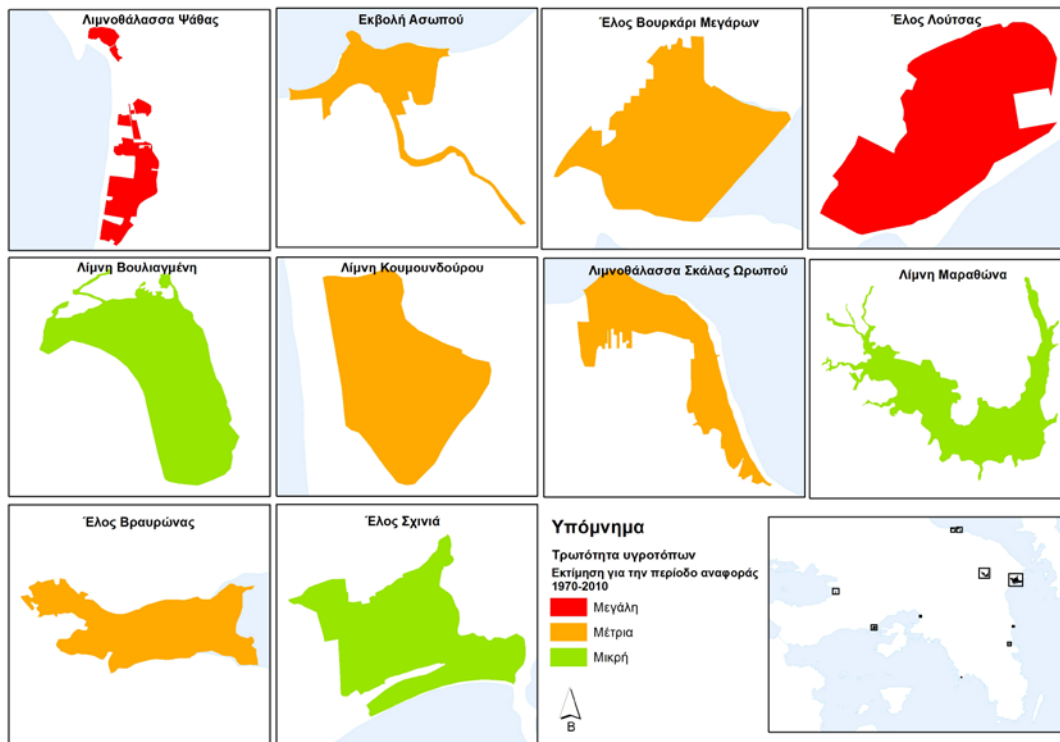 Λιμνοθάλασσα Ψάθας
Εκβολή Ασωπού
Έλος Βουρκάρι Μεγάρων
Έλος Λούτσας
Λίμνη Βουλιαγμένη
Λίμνη Κουμουνδούρου
Λιμνοθάλασσα Σκάλας Ωρωπού
Λίμνη Μαραθώνα
Έλος Βραυρώνας
Έλος Σχινιά
Υπόμνημα
Τρωτότητα υγροτόπων
Εκτίμηση για την περίοδο αναφοράς
1970-2010
Μεγάλη
Μέτρια
Μικρή
Β